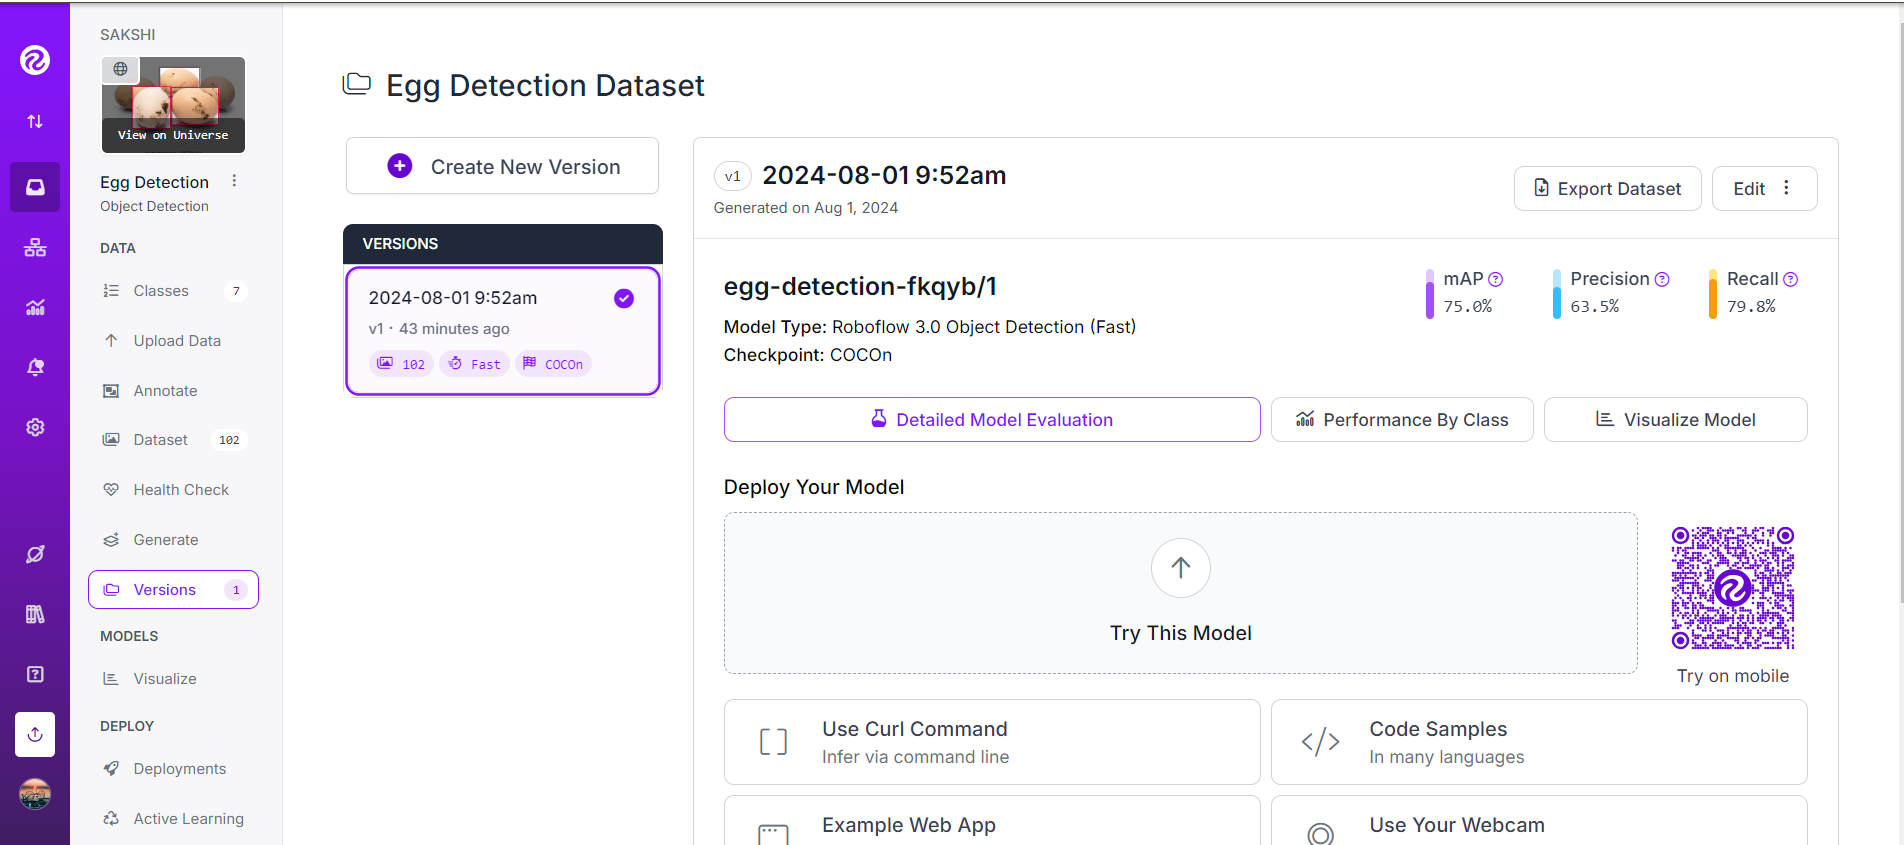 SAKSHI
View on Universe
Egg Detection
Object Detection
DATA
Classes 7
Upload Data
Annotate
Dataset 102
Health Check
Generate
Versions 1
MODELS
Visualize
DEPLOY
Deployments
Active Learning
Egg Detection Dataset
Create New Version
VERSIONS
2024-08-01 9:52am
v1 · 43 minutes ago
102 Fast COCOn
v1 2024-08-01 9:52am
Generated on Aug 1, 2024
Export Dataset
Edit
egg-detection-fkqyb/1
Model Type: Roboflow 3.0 Object Detection (Fast)
Checkpoint: COCOn
mAP
75.0%
Precision
63.5%
Recall
79.8%
Detailed Model Evaluation
Performance By Class
Visualize Model
Deploy Your Model
Try This Model
Try on mobile
Use Curl Command
Infer via command line
Code Samples
In many languages
Example Web App
Use Your Webcam